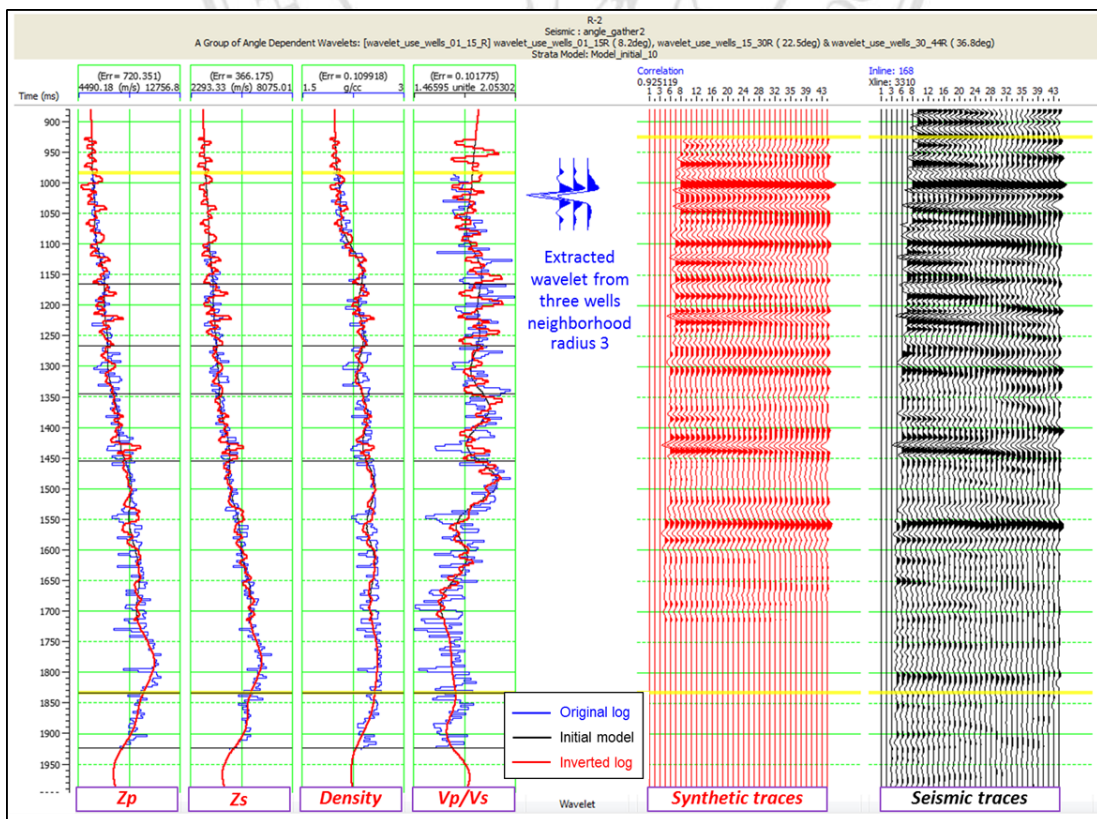 R-2
Seismic : angle_gather2
A Group of Angle Dependent Wavelets: [wavelet_use_wells_01_15_R] wavelet_use_wells_01_15R ( 8.2deg), wavelet_use_wells_15_30R ( 22.5deg) & wavelet_use_wells_30_44R ( 36.8deg)
Strata Model: Model_initial_10
(Err = 720.351) (Err = 366.175) (Err = 0.109918) (Err = 0.101775) Correlation Inline: 168
4490.18 (m/s) 12756.8 2293.33 (m/s) 8075.01 1.5 g/cc 3 1.46595 unitle 2.05302 0.925119 Xline: 3310
Time (ms) 1 3 6 8 12 16 20 24 28 33 38 43 1 3 6 8 12 16 20 24 28 33 38 43
900
950
1000
1050
1100
1150
1200
1250
1300
1350
1400
1450
1500
1550
1600
1650
1700
1750
1800
1850
1900
1950
Extracted
wavelet from
three wells
neighborhood
radius 3
Original log
Initial model
Inverted log
Zp Zs Density Vp/Vs Wavelet Synthetic traces Seismic traces